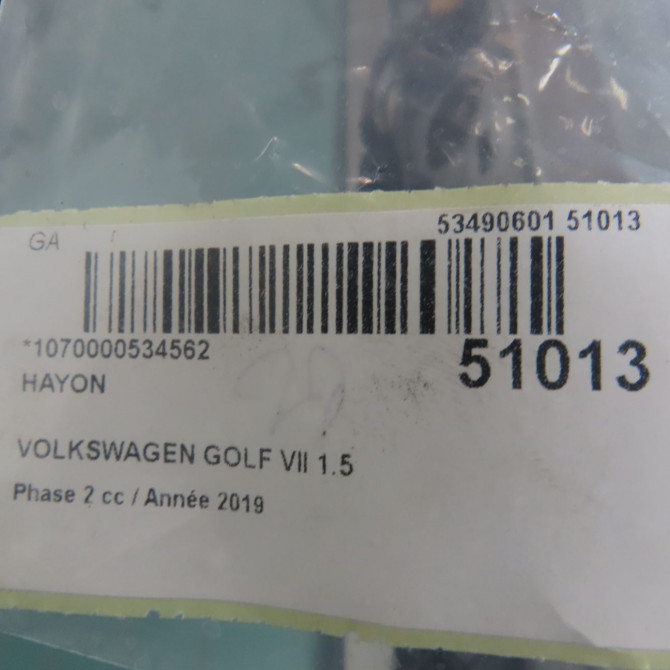 GA
53490601 51013
*1070000534562
51013
HAYON
VOLKSWAGEN GOLF VII 1.5
Phase 2 cc / Année 2019